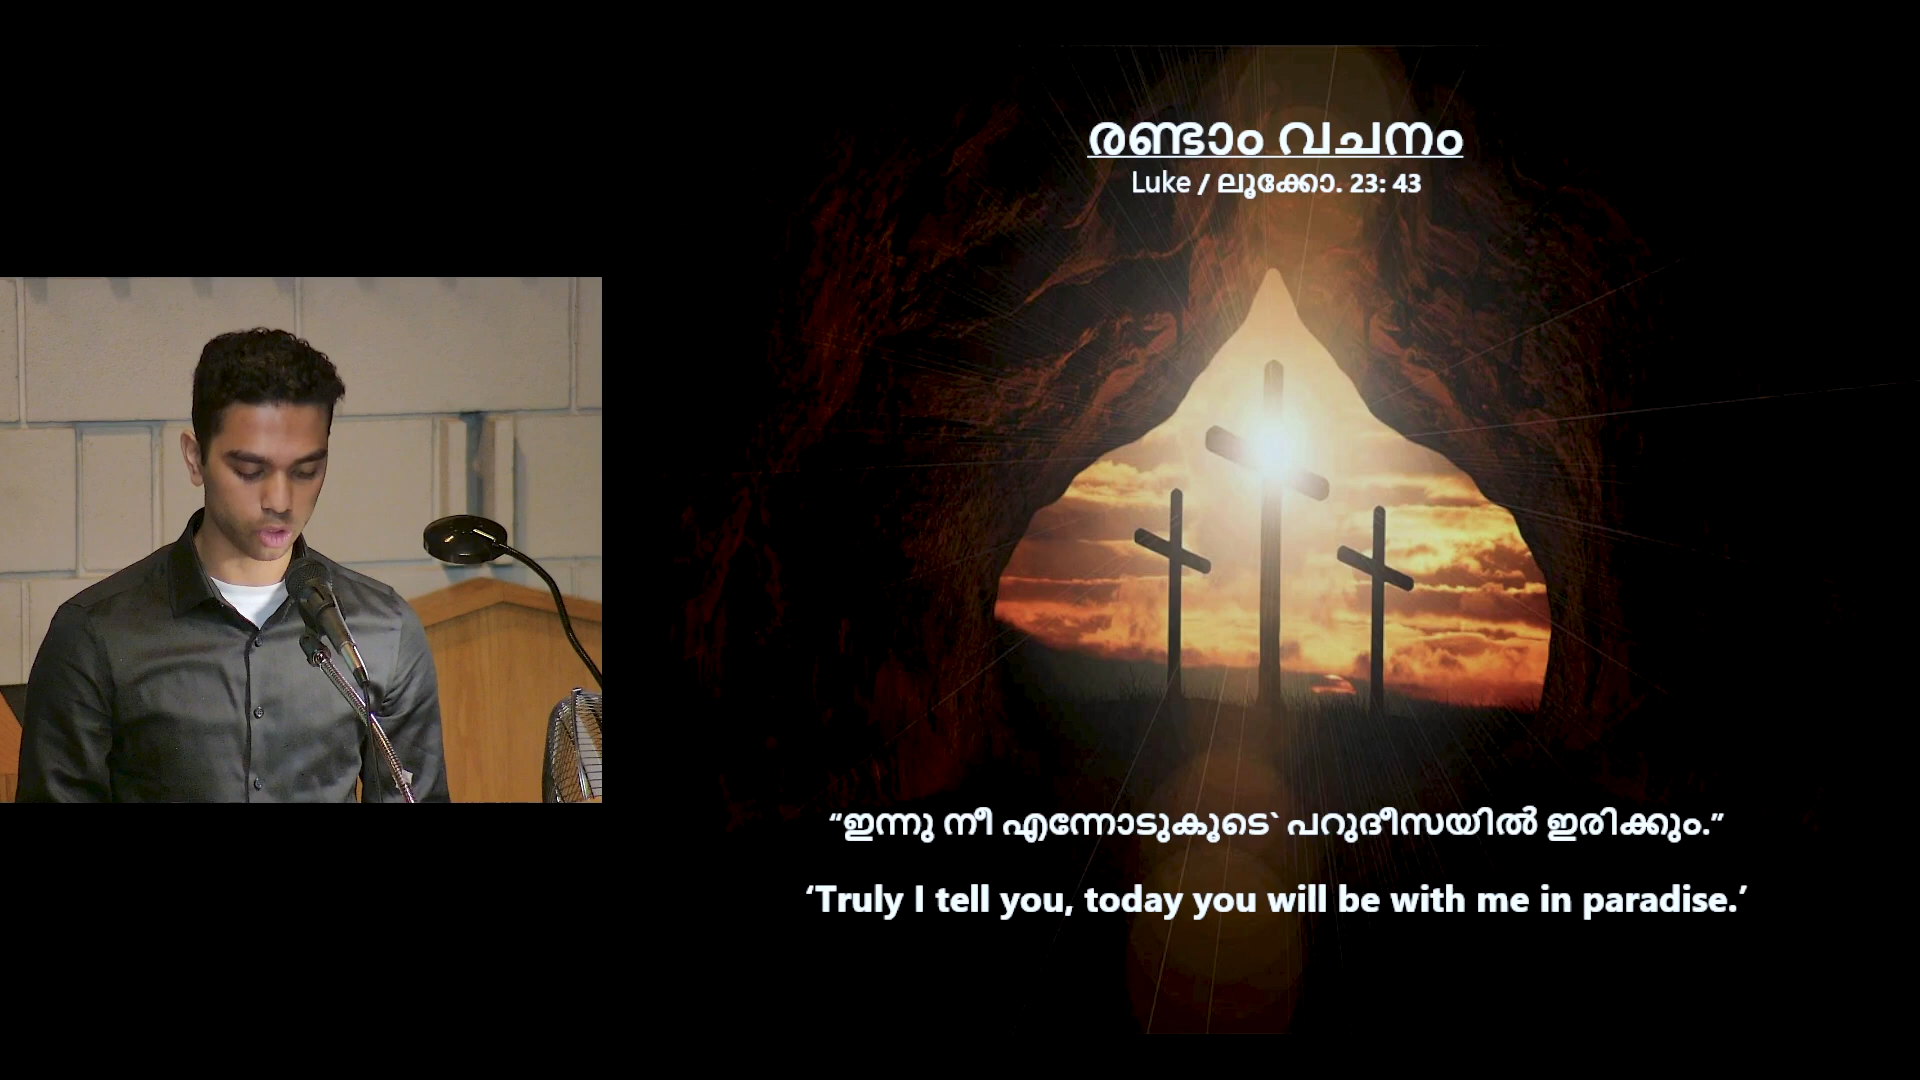 രണ്ടാം വചനം
Luke / ലൂക്കോ. 23: 43
“ഇന്നു നീ എന്നോടുകൂടെ` പറുദീസയിൽ ഇരിക്കും.”
‘Truly I tell you, today you will be with me in paradise.’